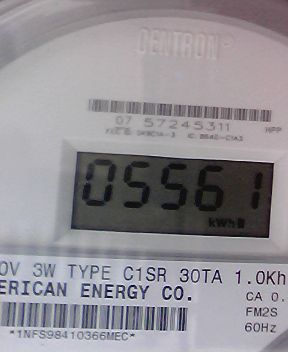 CENTRON®
07 57245311
HPP
05561
kWh
0V 3W TYPE C1SR 30TA 1.0Kh
ERICAN ENERGY CO.
CA 0.
FM2S
60Hz
*1NFS98410366MEC*